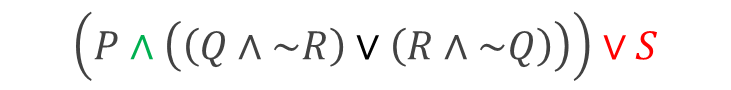 (P ∧ ((Q ∧ ~R) ∨ (R ∧ ~Q))) ∨ S